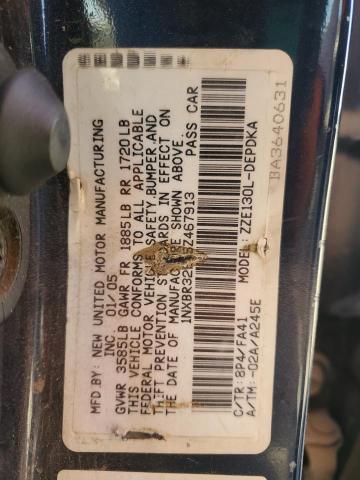 MFD.BY: NEW UNITED MOTOR MANUFACTURING
INC. 01/05
GVWR 3585LB GAWR FR 1885LB RR 1720LB
THIS VEHICLE CONFORMS TO ALL APPLICABLE
FEDERAL MOTOR VEHICLE SAFETY, BUMPER, AND
THEFT PREVENTION STANDARDS IN EFFECT ON
THE DATE OF MANUFACTURE SHOWN ABOVE.
PASS CAR
MODEL: ZZE130L-DEPDKA
C/TR: 8P4/FA41
A/TM: -02A/A245E
BA3640631